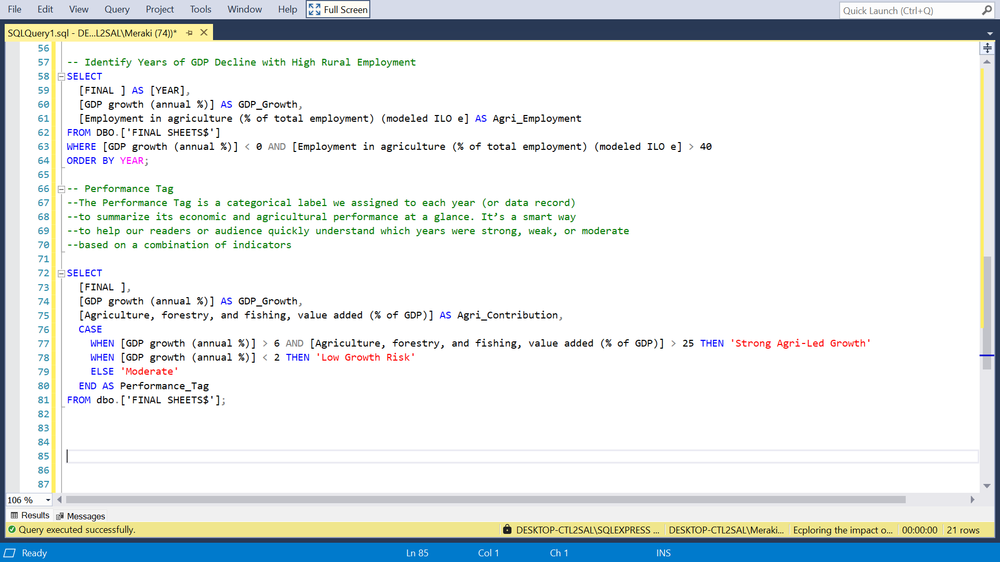 File Edit View Query Project Tools Window Help Full Screen Quick Launch (Ctrl+Q)
SQLQuery1.sql - DE...L2SAL\Meraki (74))*
56
57 -- Identify Years of GDP Decline with High Rural Employment
58 SELECT
59 [FINAL ] AS [YEAR],
60 [GDP growth (annual %)] AS GDP_Growth,
61 [Employment in agriculture (% of total employment) (modeled ILO e] AS Agri_Employment
62 FROM DBO.['FINAL SHEETS$']
63 WHERE [GDP growth (annual %)] < 0 AND [Employment in agriculture (% of total employment) (modeled ILO e] > 40
64 ORDER BY YEAR;
65
66 -- Performance Tag
67 --The Performance Tag is a categorical label we assigned to each year (or data record)
68 --to summarize its economic and agricultural performance at a glance. It’s a smart way
69 --to help our readers or audience quickly understand which years were strong, weak, or moderate
70 --based on a combination of indicators
71
72 SELECT
73 [FINAL ],
74 [GDP growth (annual %)] AS GDP_Growth,
75 [Agriculture, forestry, and fishing, value added (% of GDP)] AS Agri_Contribution,
76 CASE
77 WHEN [GDP growth (annual %)] > 6 AND [Agriculture, forestry, and fishing, value added (% of GDP)] > 25 THEN 'Strong Agri-Led Growth'
78 WHEN [GDP growth (annual %)] < 2 THEN 'Low Growth Risk'
79 ELSE 'Moderate'
80 END AS Performance_Tag
81 FROM dbo.['FINAL SHEETS$'];
82
83
84
85
86
87
106 %
Results Messages
Query executed successfully. DESKTOP-CTL2SAL\SQLEXPRESS ... DESKTOP-CTL2SAL\Meraki... Ecploring the impact o... 00:00:00 21 rows
Ready Ln 85 Col 1 Ch 1 INS